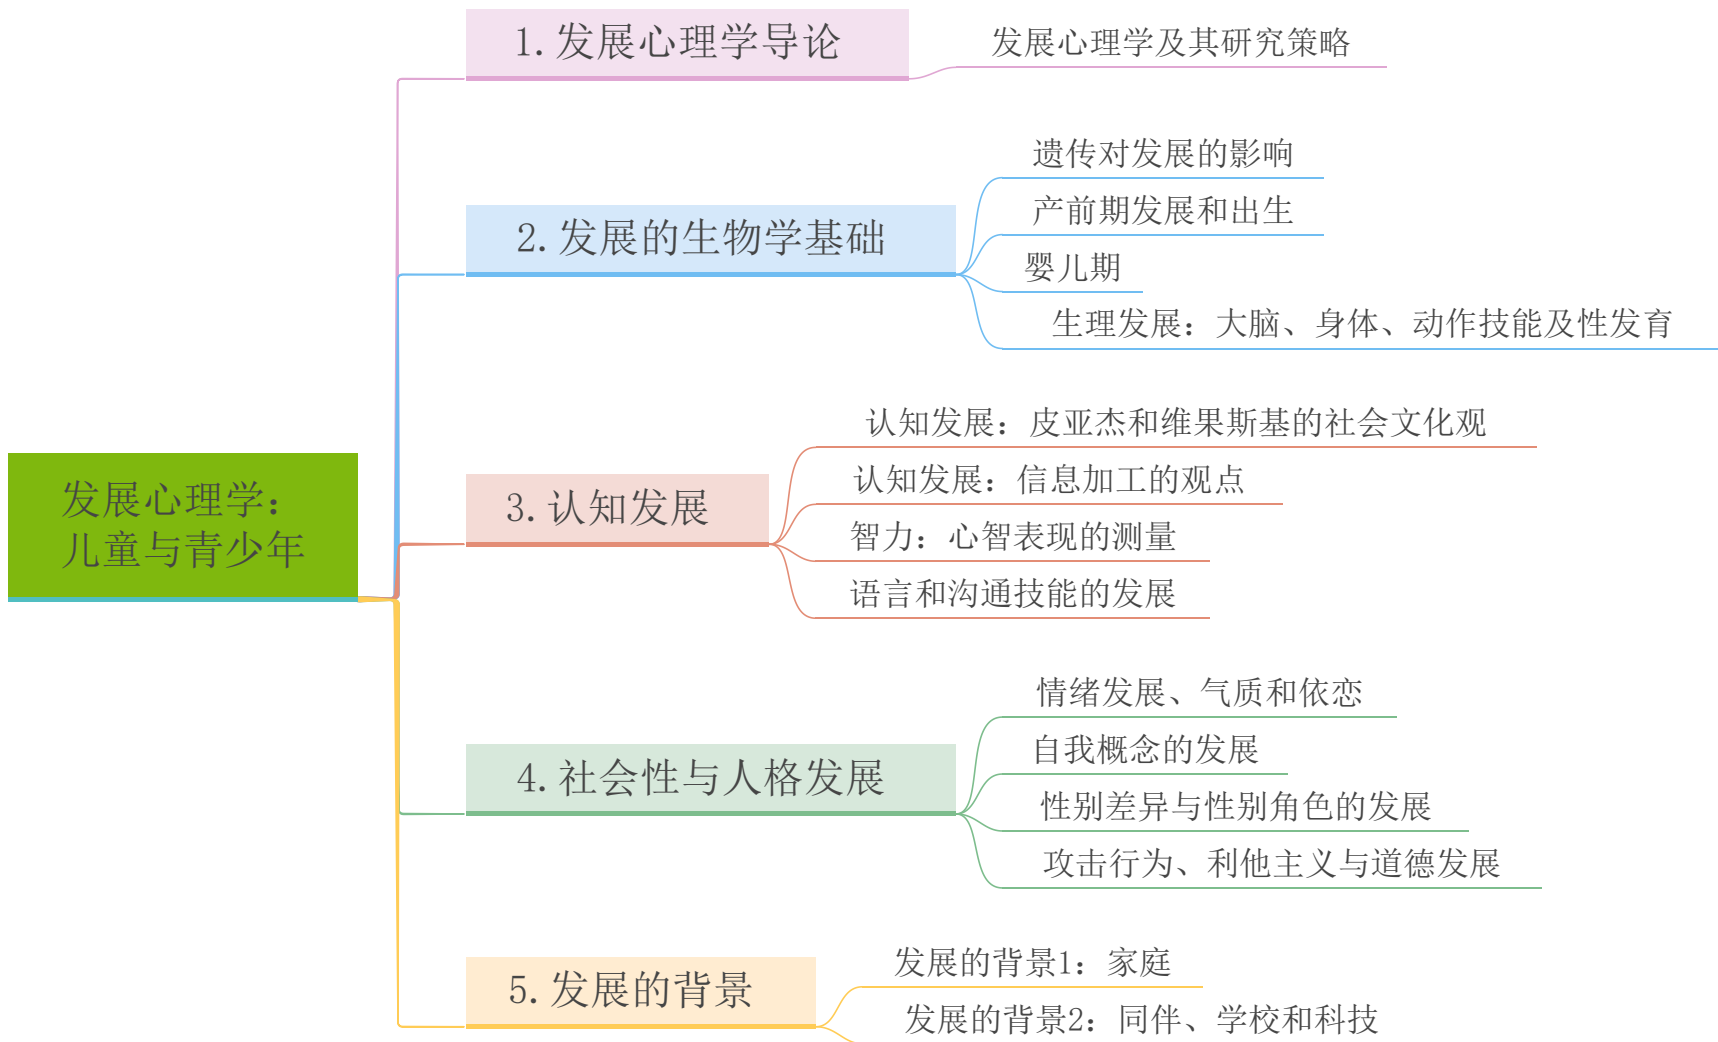 发展心理学：
儿童与青少年
1.发展心理学导论
发展心理学及其研究策略
2.发展的生物学基础
遗传对发展的影响
产前期发展和出生
婴儿期
生理发展：大脑、身体、动作技能及性发育
3.认知发展
认知发展：皮亚杰和维果斯基的社会文化观
认知发展：信息加工的观点
智力：心智表现的测量
语言和沟通技能的发展
4.社会性与人格发展
情绪发展、气质和依恋
自我概念的发展
性别差异与性别角色的发展
攻击行为、利他主义与道德发展
5.发展的背景
发展的背景1：家庭
发展的背景2：同伴、学校和科技